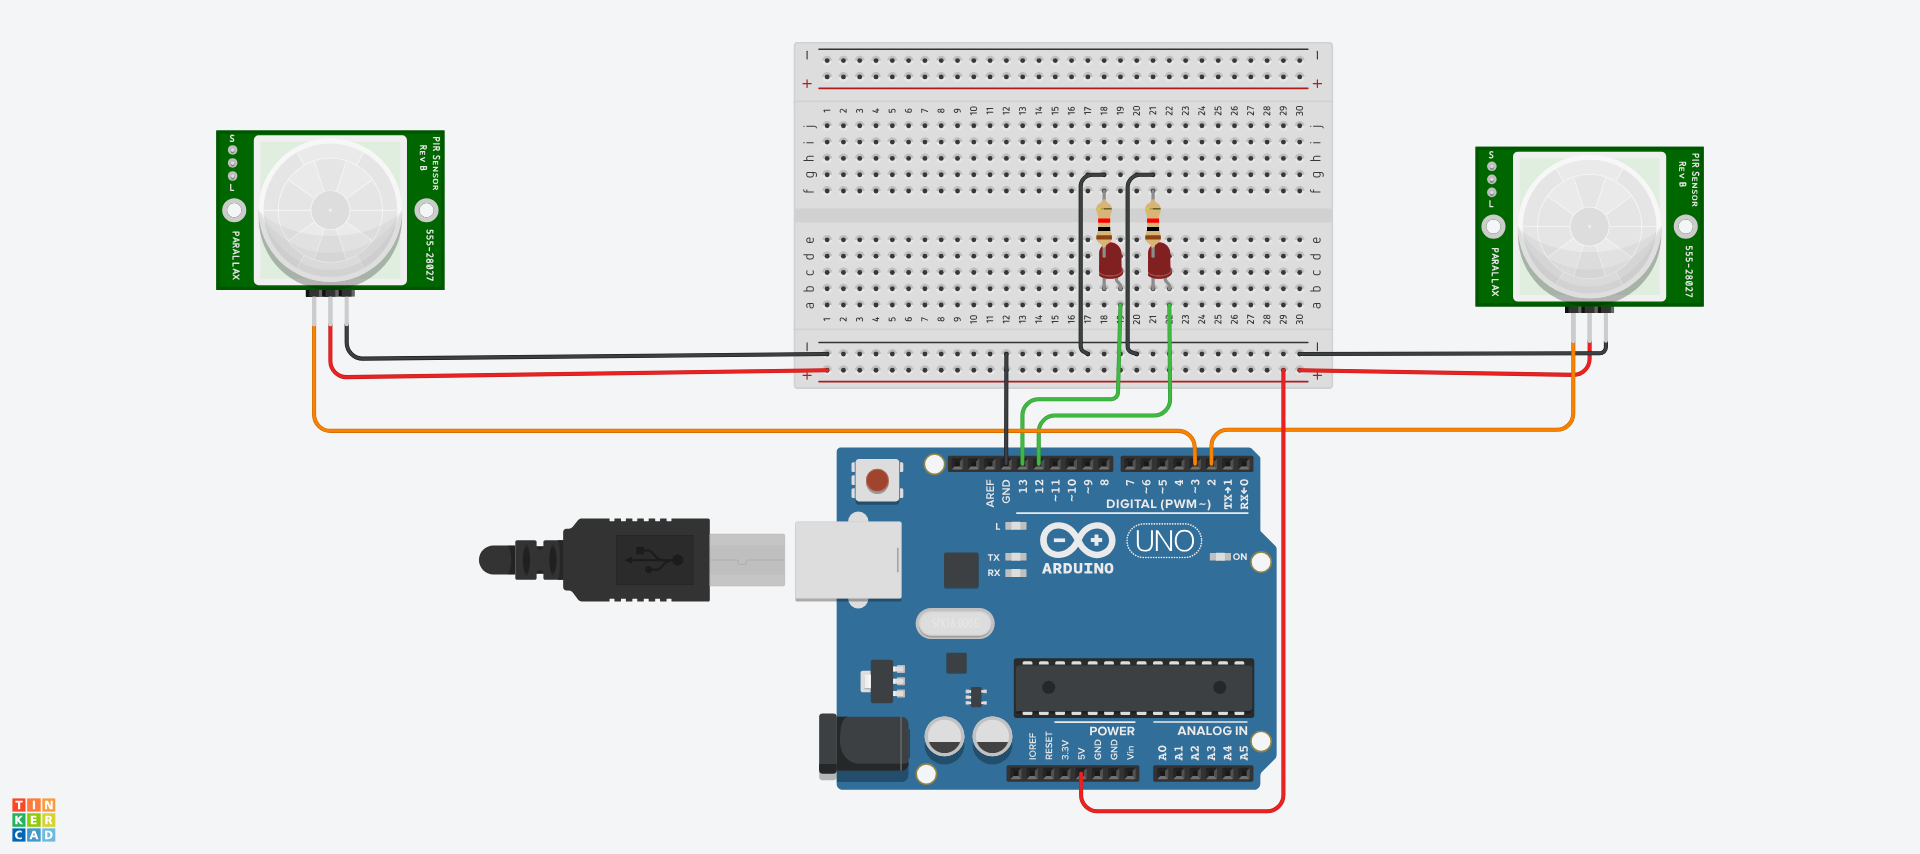 − −
+ +
1 2 3 4 5 6 7 8 9 10 11 12 13 14 15 16 17 18 19 20 21 22 23 24 25 26 27 28 29 30
j j
i i
h h
g g
f f
e e
d d
c c
b b
a a
1 2 3 4 5 6 7 8 9 10 11 12 13 14 15 16 17 18 19 20 21 22 23 24 25 26 27 28 29 30
− −
+ +
S
L
PIR SENSOR
REV B
PARALLAX
555-28027
S
L
PIR SENSOR
REV B
PARALLAX
555-28027
AREF GND 13 12 ~11 ~10 ~9 8 7 ~6 ~5 4 ~3 2 TX→1 RX←0
DIGITAL (PWM~)
L
TX
RX
ARDUINO
UNO
ON
SPK16.000G
POWER
ANALOG IN
IOREF RESET 3.3V 5V GND GND Vin A0 A1 A2 A3 A4 A5
TIN
KER
CAD